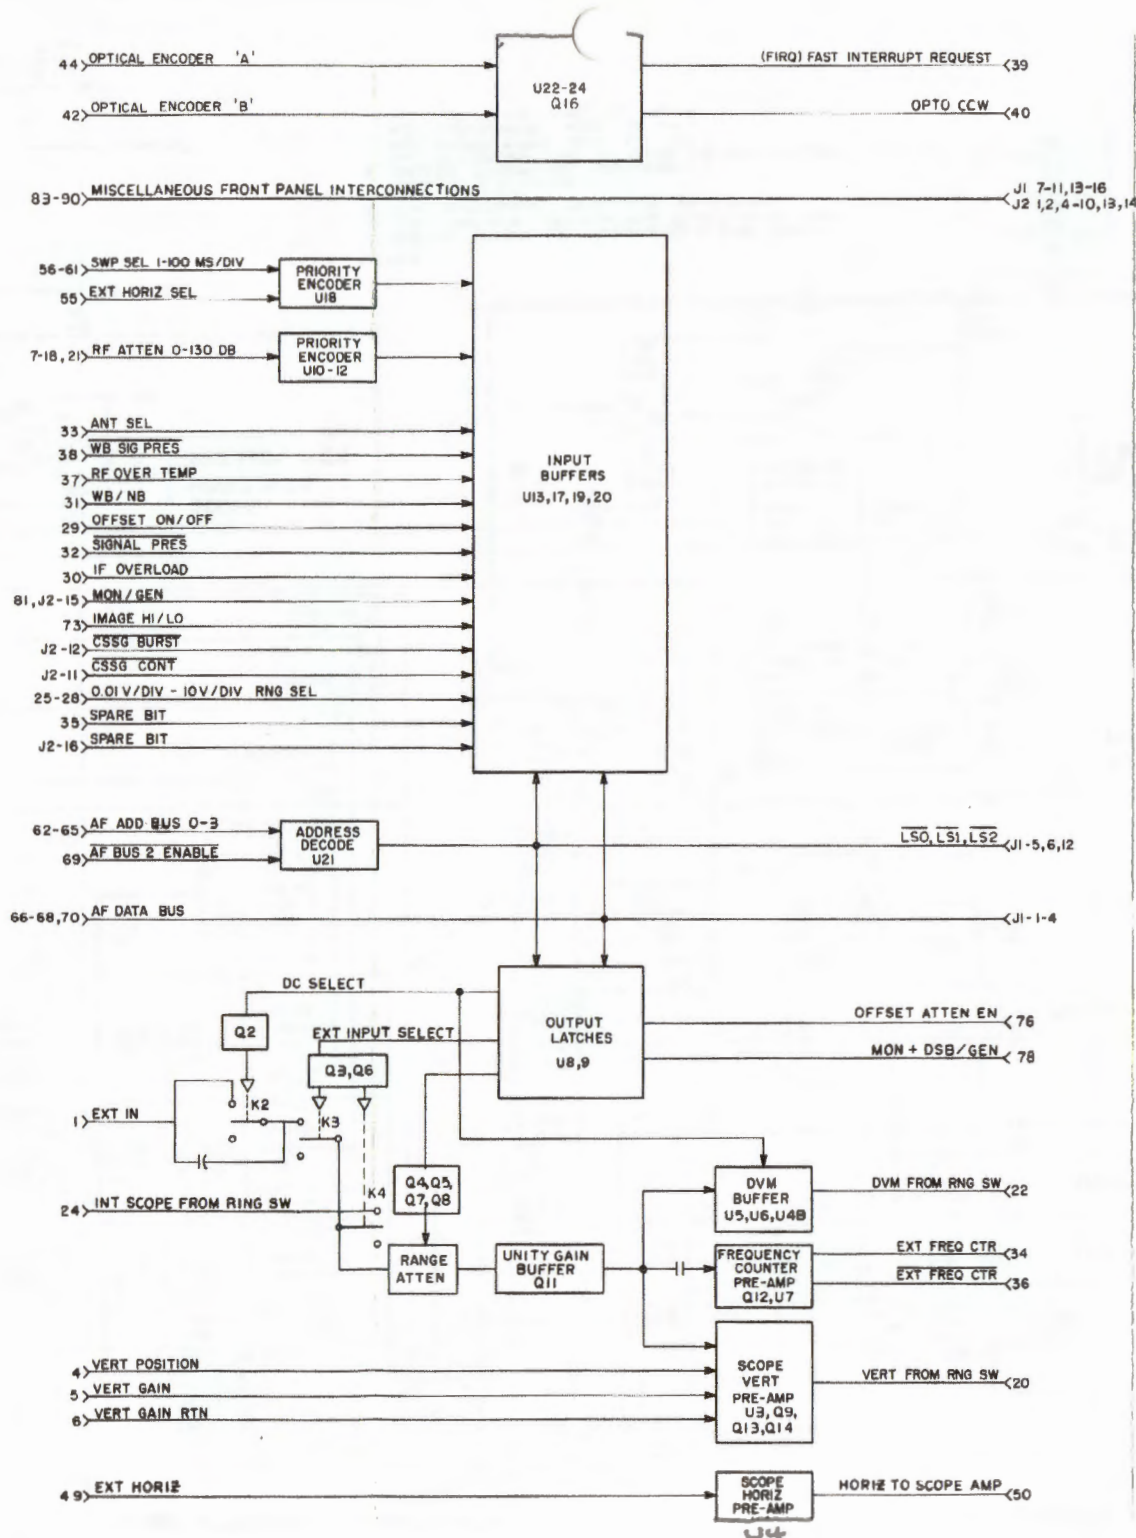 44 OPTICAL ENCODER 'A'
42 OPTICAL ENCODER 'B'
U22-24
Q16
(FIRQ) FAST INTERRUPT REQUEST 39
OPTO CCW 40
83-90 MISCELLANEOUS FRONT PANEL INTERCONNECTIONS
J1 7-11,13-16
J2 1,2,4-10,13,14
56-61 SWP SEL 1-100 MS/DIV
55 EXT HORIZ SEL
PRIORITY
ENCODER
U18
7-18,21 RF ATTEN 0-130 DB
PRIORITY
ENCODER
U10-12
33 ANT SEL
38 WB SIG PRES
37 RF OVER TEMP
31 WB/NB
29 OFFSET ON/OFF
32 SIGNAL PRES
30 IF OVERLOAD
81,J2-15 MON/GEN
73 IMAGE HI/LO
J2-12 CSSG BURST
J2-11 CSSG CONT
25-28 0.01V/DIV - 10V/DIV RNG SEL
35 SPARE BIT
J2-16 SPARE BIT
INPUT
BUFFERS
U13,17,19,20
62-65 AF ADD BUS 0-3
69 AF BUS 2 ENABLE
ADDRESS
DECODE
U21
LS0,LS1,LS2 J1-5,6,12
66-68,70 AF DATA BUS
J1-1-4
DC SELECT
Q2
EXT INPUT SELECT
Q3,Q6
OUTPUT
LATCHES
U8,9
OFFSET ATTEN EN 76
MON + DSB/GEN 78
1 EXT IN
K2
K3
K4
24 INT SCOPE FROM RING SW
Q4,Q5,
Q7,Q8
RANGE
ATTEN
UNITY GAIN
BUFFER
Q11
DVM
BUFFER
U5,U6,U4B
DVM FROM RNG SW 22
FREQUENCY
COUNTER
PRE-AMP
Q12,U7
EXT FREQ CTR 34
EXT FREQ CTR 36
4 VERT POSITION
5 VERT GAIN
6 VERT GAIN RTN
SCOPE
VERT
PRE-AMP
U3,Q9,
Q13,Q14
VERT FROM RNG SW 20
49 EXT HORIZ
SCOPE
HORIZ
PRE-AMP
U4
HORIZ TO SCOPE AMP 50